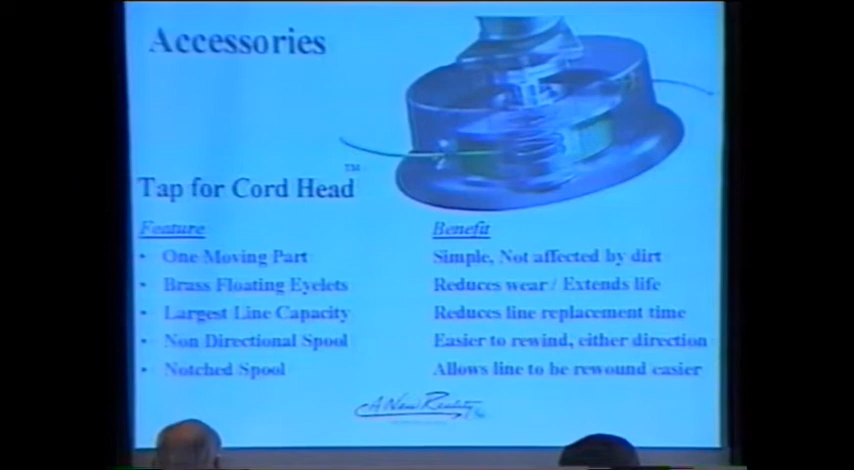 Accessories
Tap for Cord Head™
Feature Benefit
• One Moving Part Simple, Not affected by dirt
• Brass Floating Eyelets Reduces wear / Extends life
• Largest Line Capacity Reduces line replacement time
• Non Directional Spool Easier to rewind, either direction
• Notched Spool Allows line to be rewound easier
A New Reality